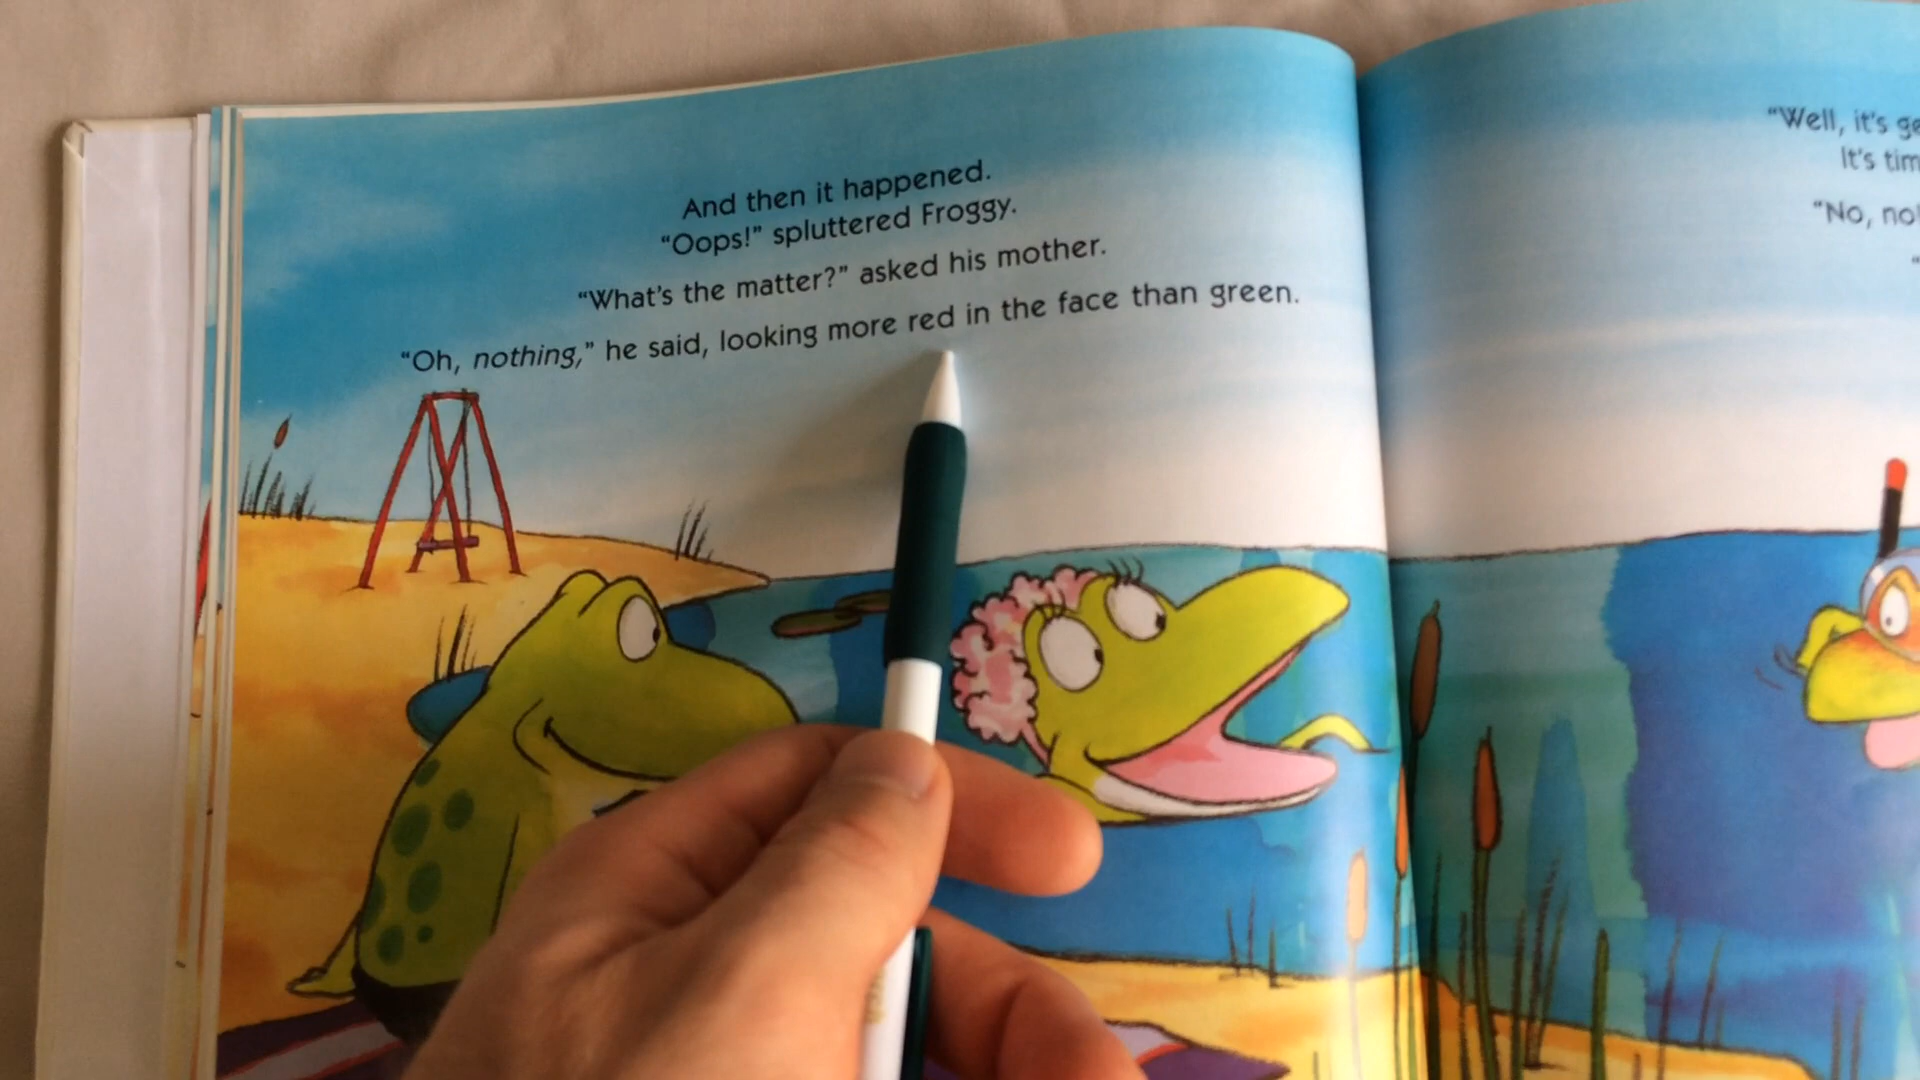 And then it happened.
“Oops!” spluttered Froggy.
“What’s the matter?” asked his mother.
“Oh, nothing,” he said, looking more red in the face than green.
“Well, it’s
It’s
“No, no!